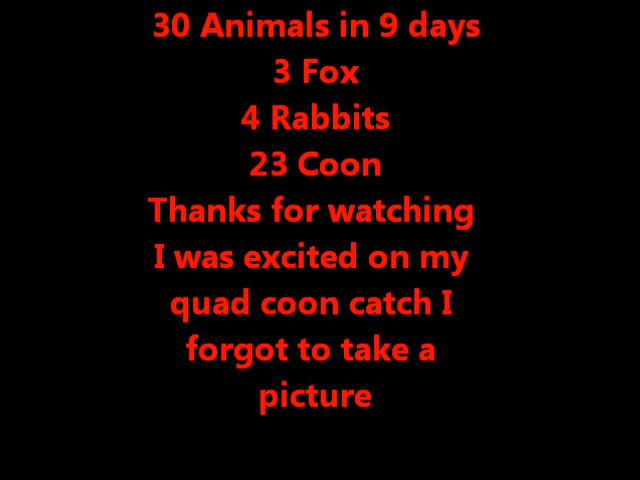 30 Animals in 9 days
3 Fox
4 Rabbits
23 Coon
Thanks for watching
I was excited on my
quad coon catch I
forgot to take a
picture